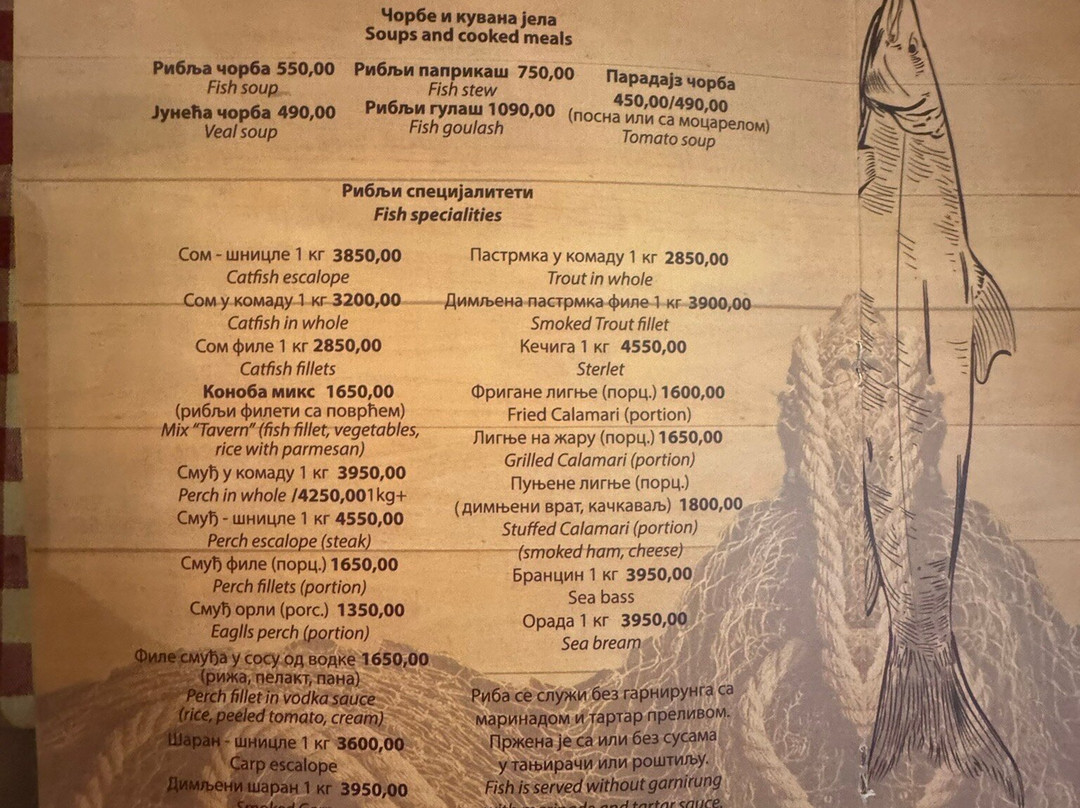 Чорбе и кувана јела
Soups and cooked meals
Рибља чорба 550,00
Fish soup
Јунећа чорба 490,00
Veal soup
Рибљи паприкаш 750,00
Fish stew
Рибљи гулаш 1090,00
Fish goulash
Парадајз чорба
450,00/490,00
(посна или са моцарелом)
Tomato soup
Рибљи специјалитети
Fish specialities
Сом - шницле 1 кг 3850,00
Catfish escalope
Сом у комаду 1 кг 3200,00
Catfish in whole
Сом филе 1 кг 2850,00
Catfish fillets
Коноба микс 1650,00
(рибљи филети са поврћем)
Mix “Tavern” (fish fillet, vegetables,
rice with parmesan)
Смуђ у комаду 1 кг 3950,00
Perch in whole /4250,001kg+
Смуђ - шницле 1 кг 4550,00
Perch escalope (steak)
Смуђ филе (порц.) 1650,00
Perch fillets (portion)
Смуђ орли (porc.) 1350,00
Eaglls perch (portion)
Филе смуђа у сосу од водке 1650,00
(рижа, пелакт, пана)
Perch fillet in vodka sauce
(rice, peeled tomato, cream)
Шаран - шницле 1 кг 3600,00
Carp escalope
Димљени шаран 1 кг 3950,00
Smoked Carp
Пастрмка у комаду 1 кг 2850,00
Trout in whole
Димљена пастрмка филе 1 кг 3900,00
Smoked Trout fillet
Кечига 1 кг 4550,00
Sterlet
Фригане лигње (порц.) 1600,00
Fried Calamari (portion)
Лигње на жару (порц.) 1650,00
Grilled Calamari (portion)
Пуњене лигње (порц.)
(димњени врат, качкаваљ) 1800,00
Stuffed Calamari (portion)
(smoked ham, cheese)
Бранцин 1 кг 3950,00
Sea bass
Орада 1 кг 3950,00
Sea bream
Риба се служи без гарнирунга са
маринадом и тартар преливом.
Пржена је са или без сусама
у тањирачи или роштиљу.
Fish is served without garnirung
with marinade and tartar sauce.